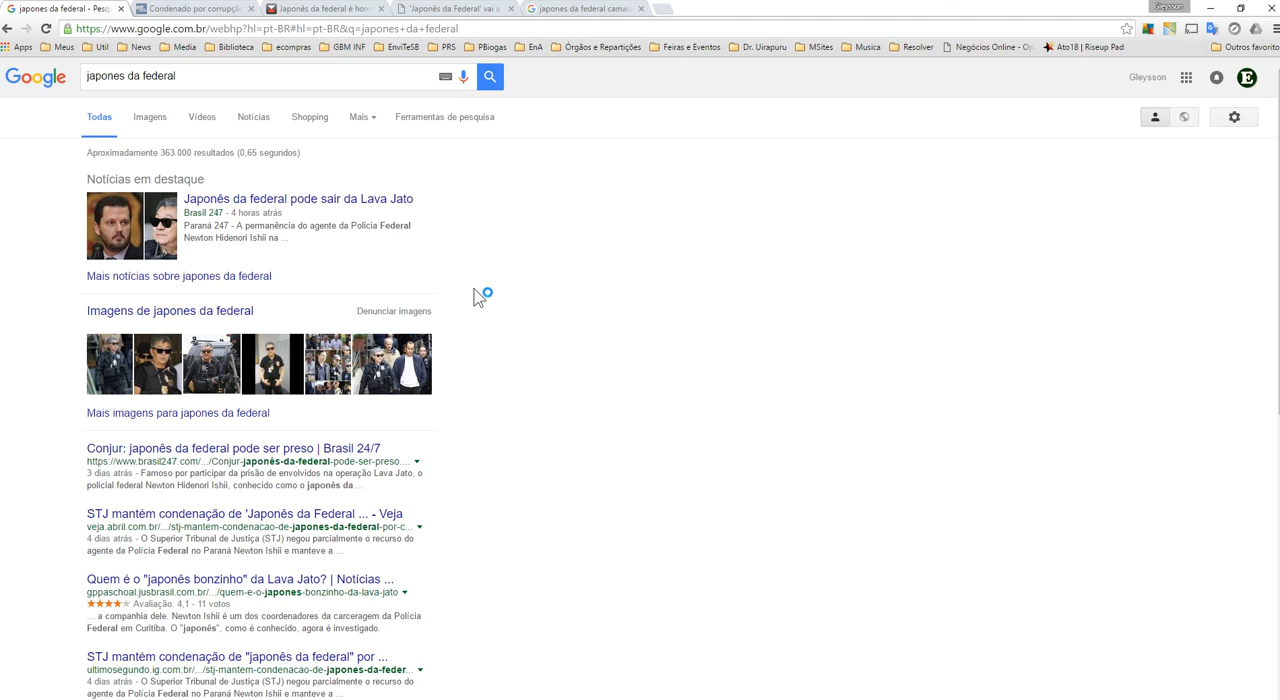 japones da federal - Pes
Condenado por corrupçã
Japonês da federal é hom
'Japonês da Federal' vai à
japones da federal camar
Gleysson
https://www.google.com.br/webhp?hl=pt-BR#hl=pt-BR&q=japones+da+federal
Apps Meus Util News Media Biblioteca ecompras GBM INF EnviTeSB PRS PBiogas EnA Órgãos e Repartições Feiras e Eventos Dr. Uirapuru MSites Musica Resolver Negócios Online - Op Ato18 | Riseup Pad Outros favorito
Google japones da federal Gleysson E
Todas Imagens Vídeos Notícias Shopping Mais Ferramentas de pesquisa
Aproximadamente 363.000 resultados (0,65 segundos)
Notícias em destaque
Japonês da federal pode sair da Lava Jato
Brasil 247 - 4 horas atrás
Paraná 247 - A permanência do agente da Policia Federal
Newton Hidenori Ishii na ...
Mais notícias sobre japones da federal
Imagens de japones da federal Denunciar imagens
Mais imagens para japones da federal
Conjur: japonês da federal pode ser preso | Brasil 24/7
https://www.brasil247.com/.../Conjur-japonês-da-federal-pode-ser-preso....
3 dias atrás - Famoso por participar da prisão de envolvidos na operação Lava Jato, o
policial federal Newton Hidenori Ishii, conhecido como o japonês da ...
STJ mantém condenação de 'Japonês da Federal ... - Veja
veja.abril.com.br/.../stj-mantem-condenacao-de-japones-da-federal-por-c...
4 dias atrás - O Superior Tribunal de Justiça (STJ) negou parcialmente o recurso do
agente da Polícia Federal no Paraná Newton Ishii e manteve a ...
Quem é o "japonês bonzinho" da Lava Jato? | Notícias ...
gppaschoal.jusbrasil.com.br/.../quem-e-o-japones-bonzinho-da-lava-jato
Avaliação: 4,1 - 11 votos
... a companhia dele. Newton Ishii é um dos coordenadores da carceragem da Polícia
Federal em Curitiba. O "japonês", como é conhecido, agora é investigado.
STJ mantém condenação de "japonês da federal" por ...
ultimosegundo.ig.com.br/.../stj-mantem-condenacao-de-japones-da-feder...
4 dias atrás - O Superior Tribunal de Justiça (STJ) negou parcialmente o recurso do
agente da Polícia Federal no Paraná Newton Ishii e manteve a ...